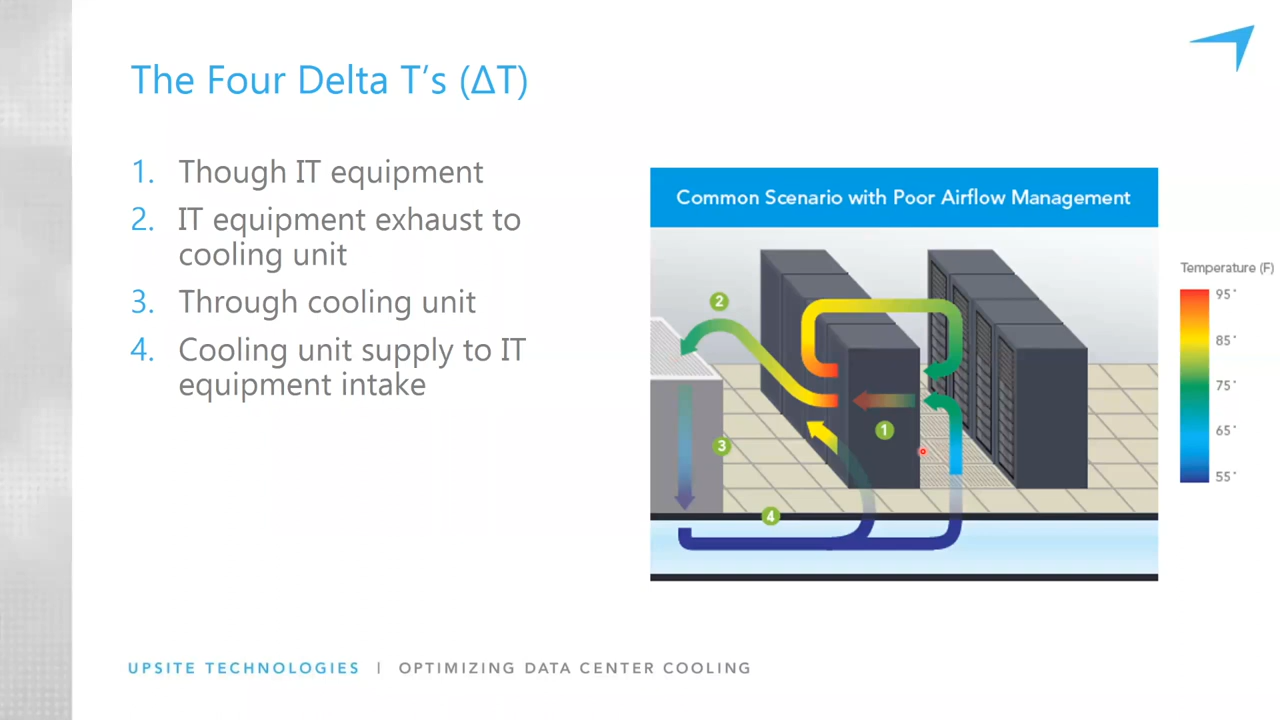 The Four Delta T's (ΔT)
1. Though IT equipment
2. IT equipment exhaust to
cooling unit
3. Through cooling unit
4. Cooling unit supply to IT
equipment intake
Common Scenario with Poor Airflow Management
2
1
3
4
Temperature (F)
95°
85°
75°
65°
55°
UPSITE TECHNOLOGIES | OPTIMIZING DATA CENTER COOLING